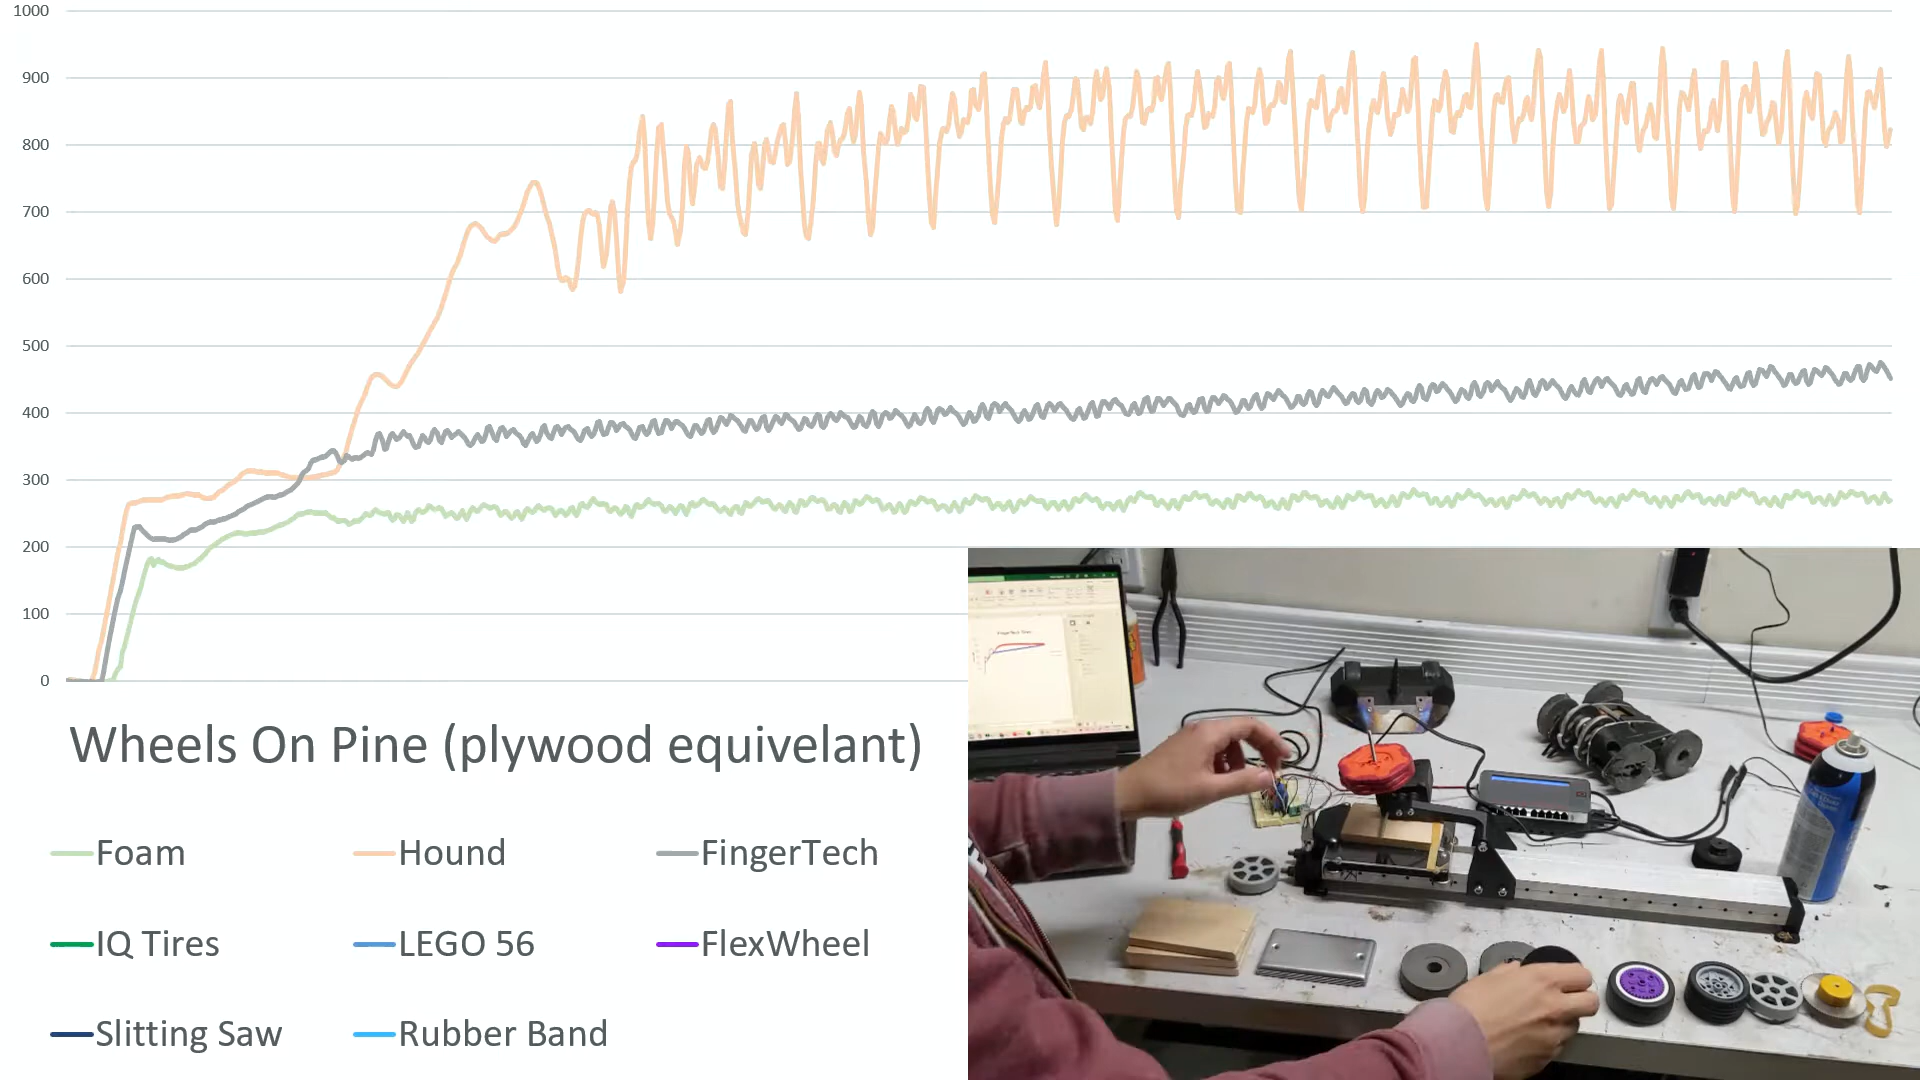 1000
900
800
700
600
500
400
300
200
100
0
Wheels On Pine (plywood equivelant)
Foam Hound FingerTech
IQ Tires LEGO 56 FlexWheel
Slitting Saw Rubber Band